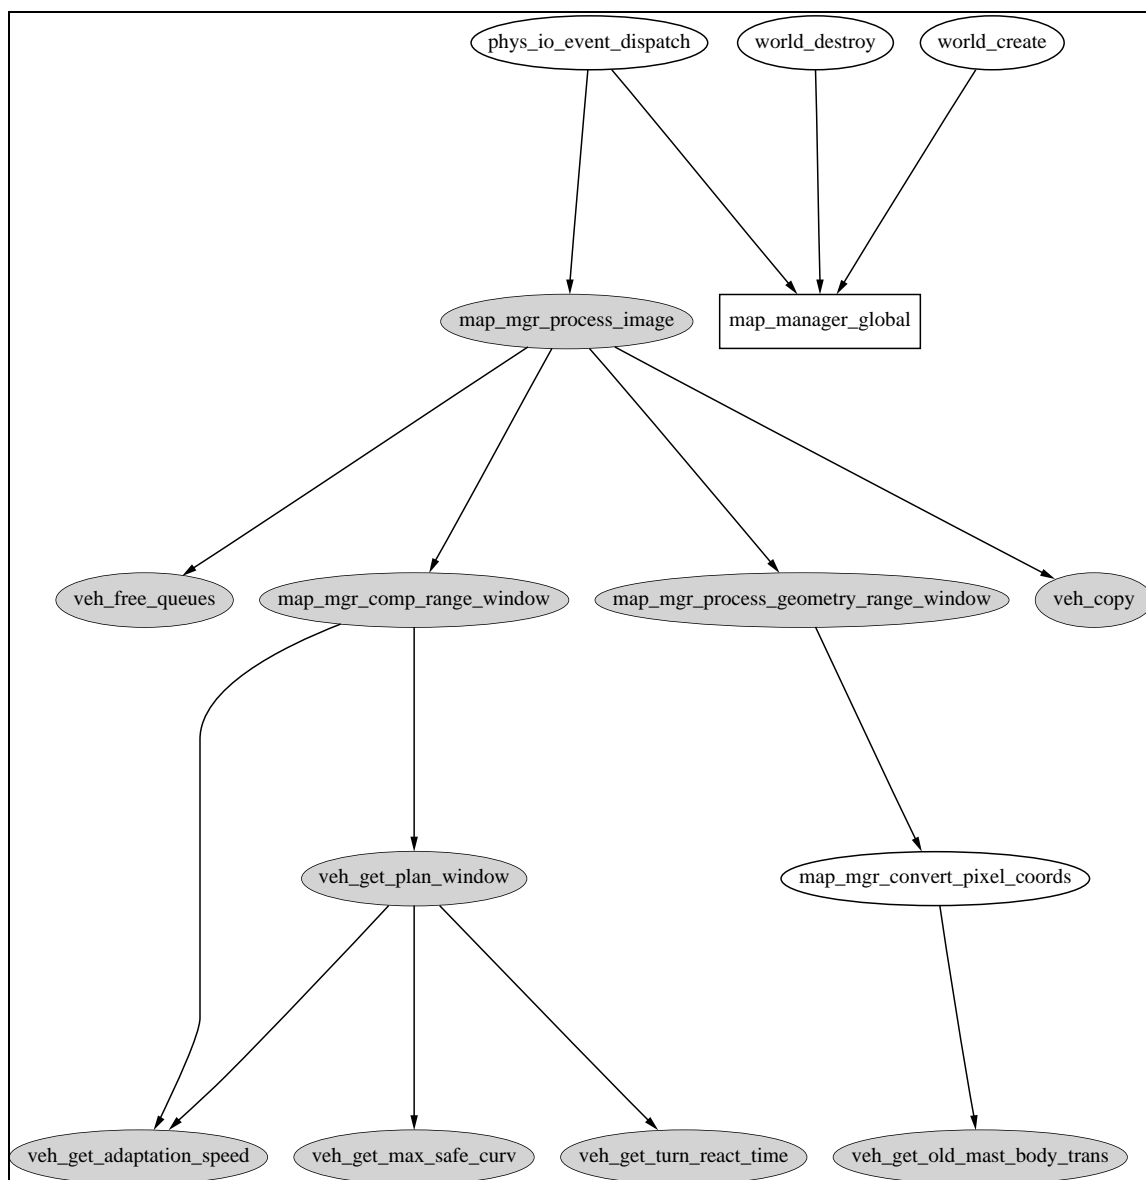 phys_io_event_dispatch
world_destroy
world_create
map_mgr_process_image
map_manager_global
veh_free_queues
map_mgr_comp_range_window
map_mgr_process_geometry_range_window
veh_copy
veh_get_plan_window
map_mgr_convert_pixel_coords
veh_get_adaptation_speed
veh_get_max_safe_curv
veh_get_turn_react_time
veh_get_old_mast_body_trans